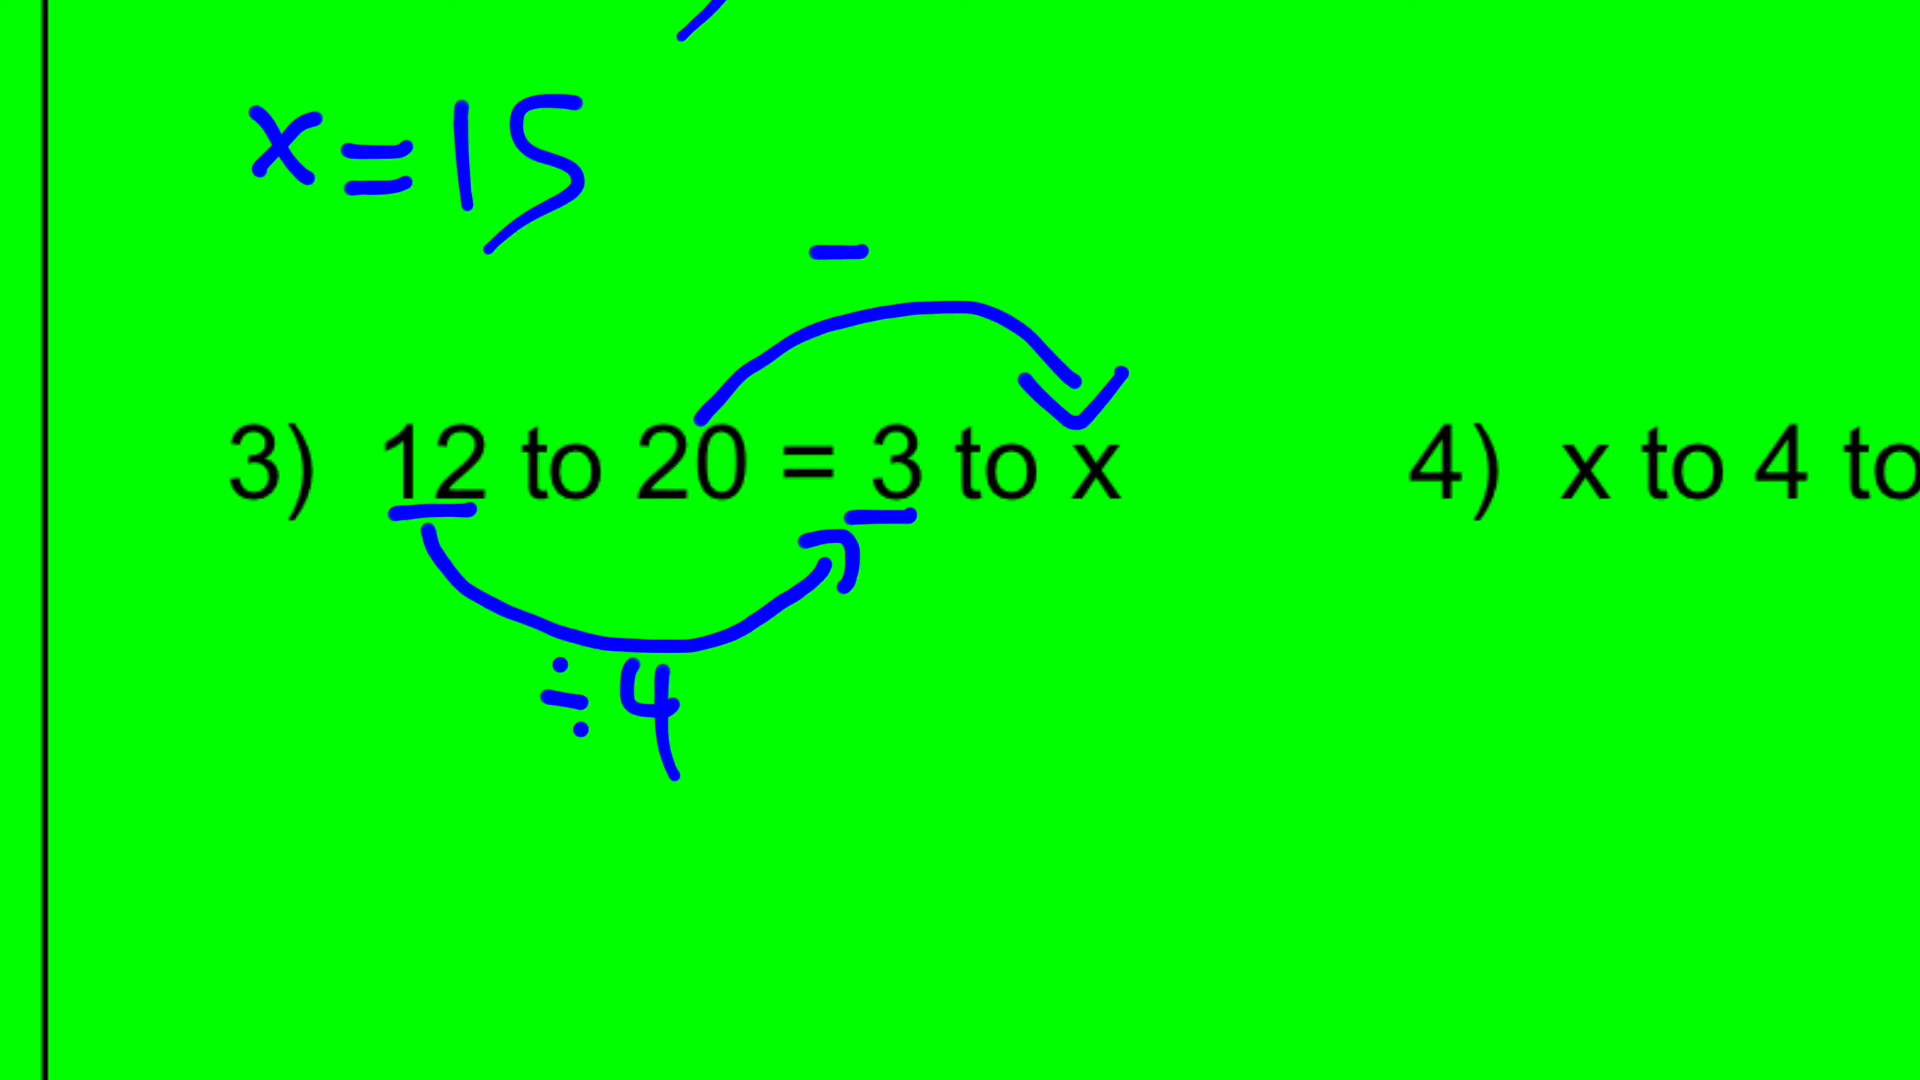 x=15
3) 12 to 20 = 3 to x
÷4
4) x to 4 to